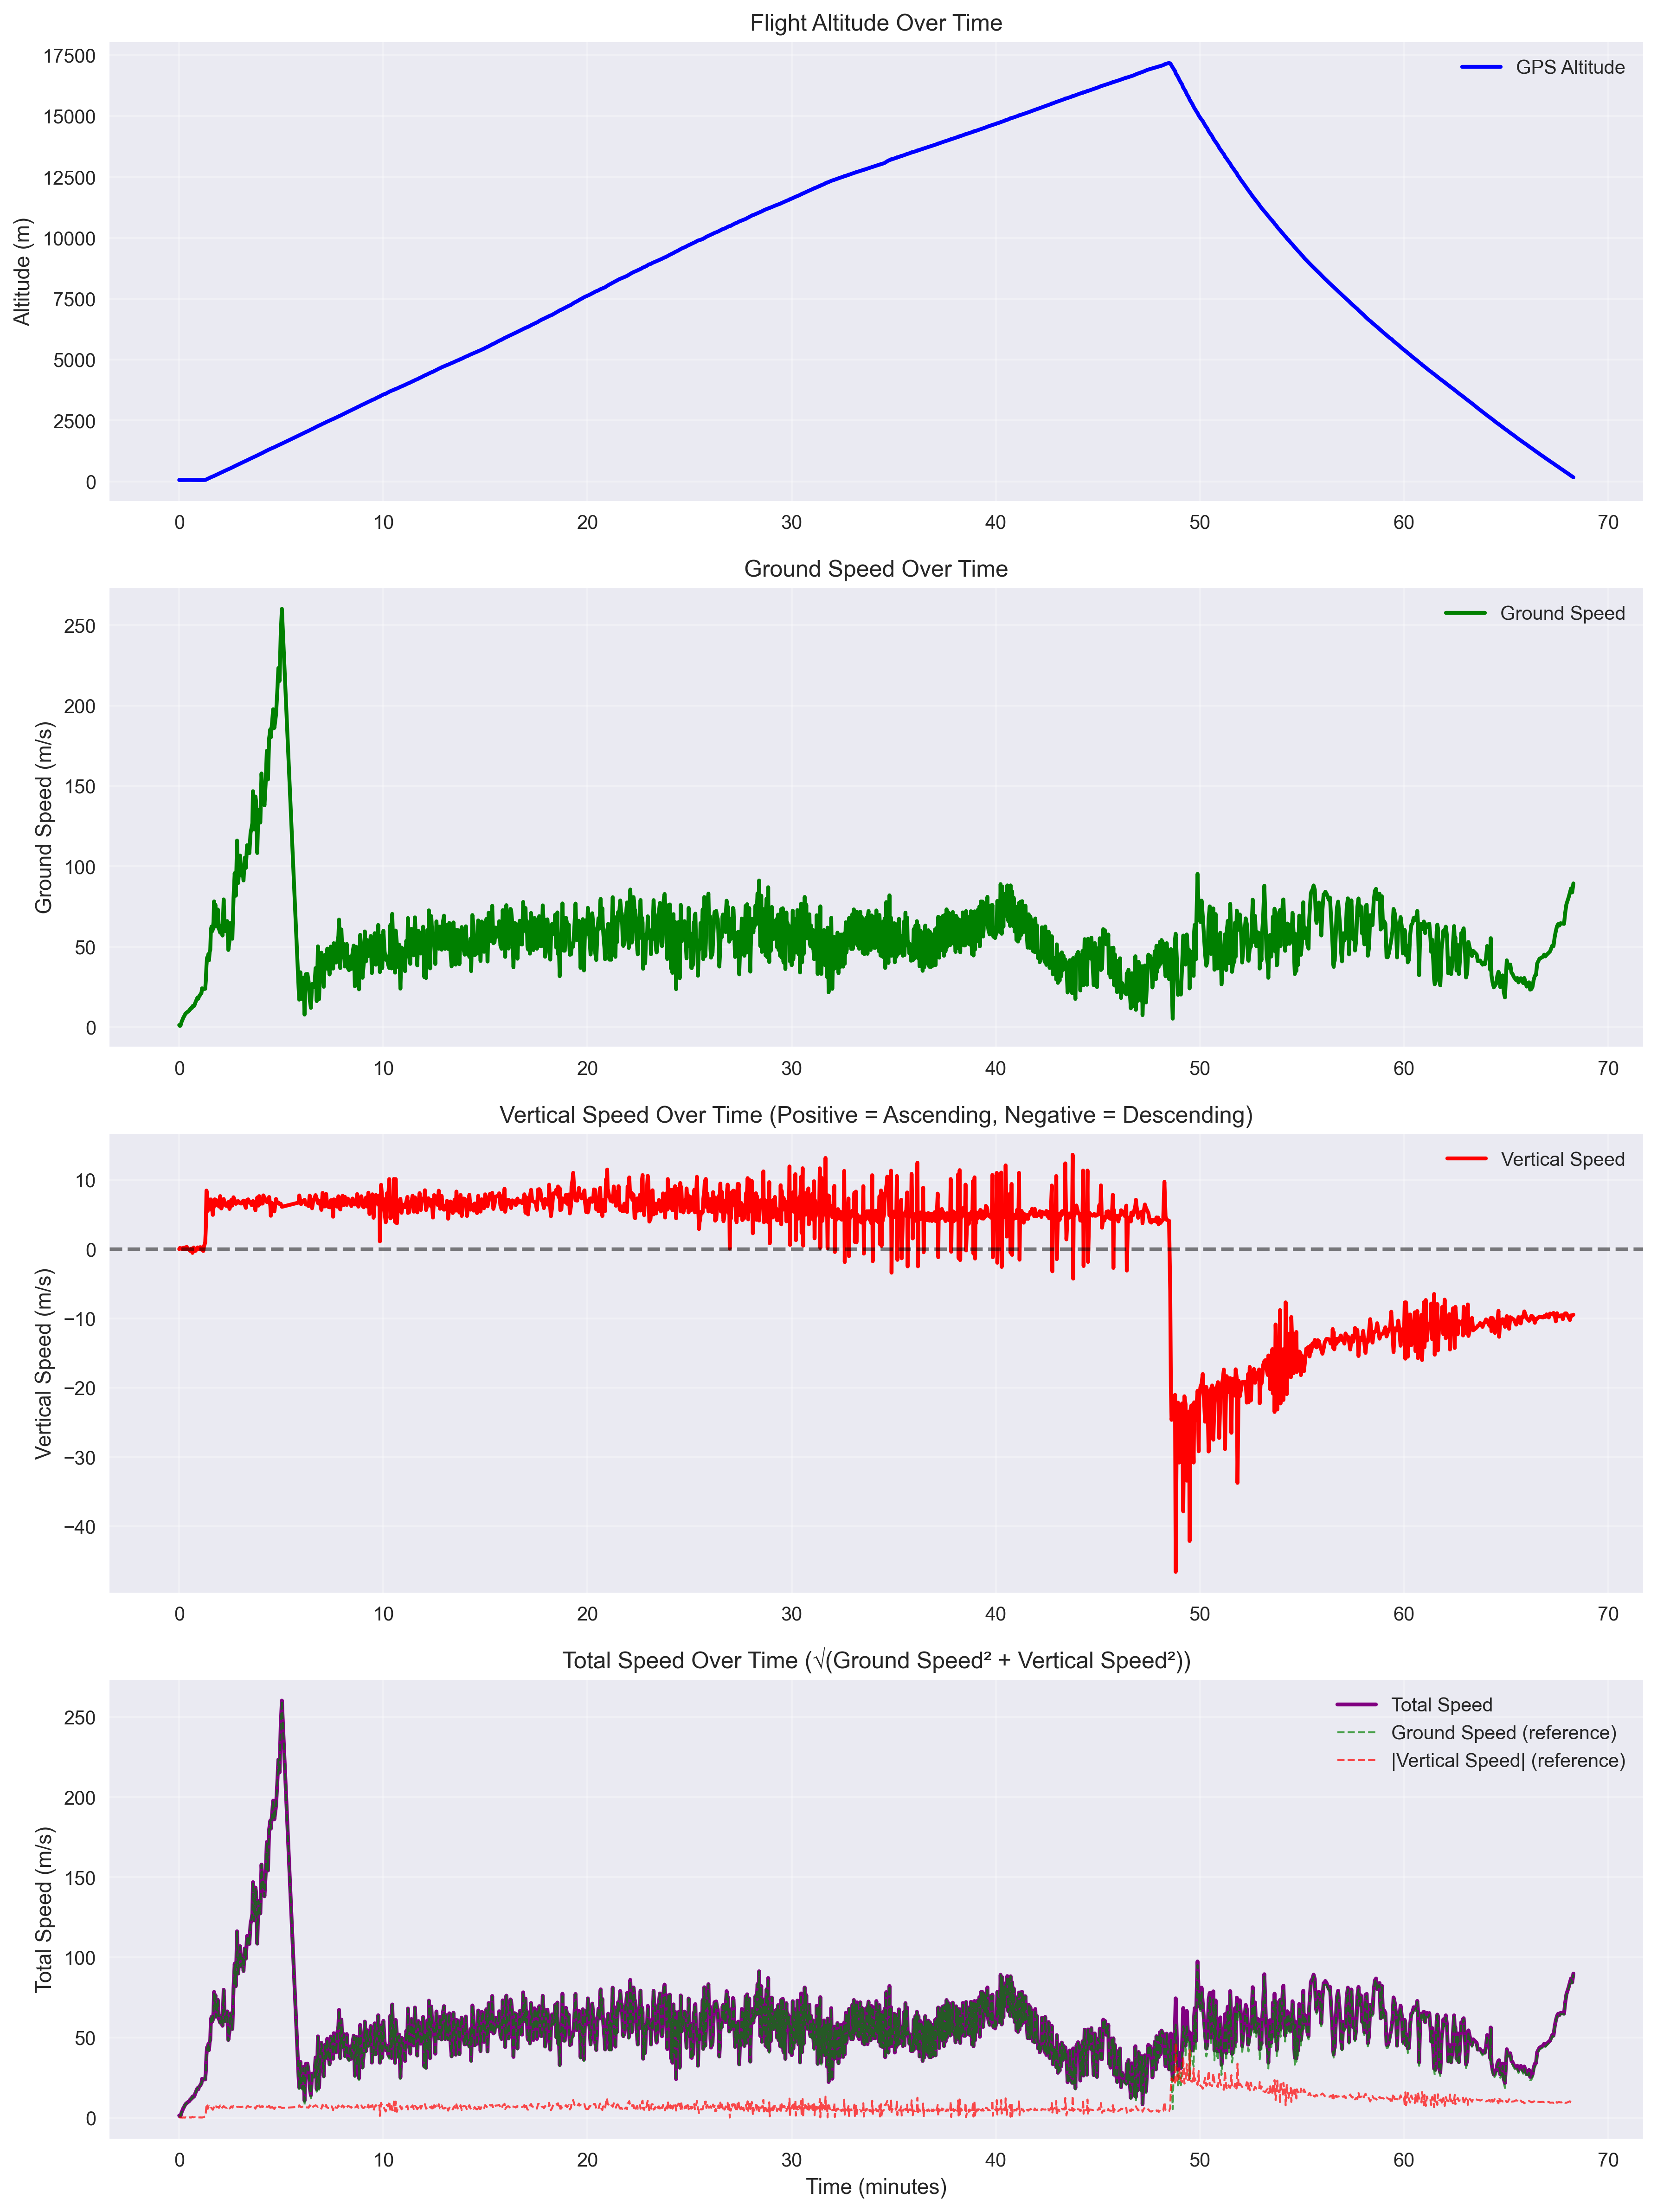 Flight Altitude Over Time
GPS Altitude
Altitude (m)
17500
15000
12500
10000
7500
5000
2500
0
0 10 20 30 40 50 60 70
Ground Speed Over Time
Ground Speed
Ground Speed (m/s)
250
200
150
100
50
0
0 10 20 30 40 50 60 70
Vertical Speed Over Time (Positive = Ascending, Negative = Descending)
Vertical Speed
Vertical Speed (m/s)
10
0
−10
−20
−30
−40
0 10 20 30 40 50 60 70
Total Speed Over Time (√(Ground Speed² + Vertical Speed²))
Total Speed
Ground Speed (reference)
|Vertical Speed| (reference)
Total Speed (m/s)
250
200
150
100
50
0
0 10 20 30 40 50 60 70
Time (minutes)